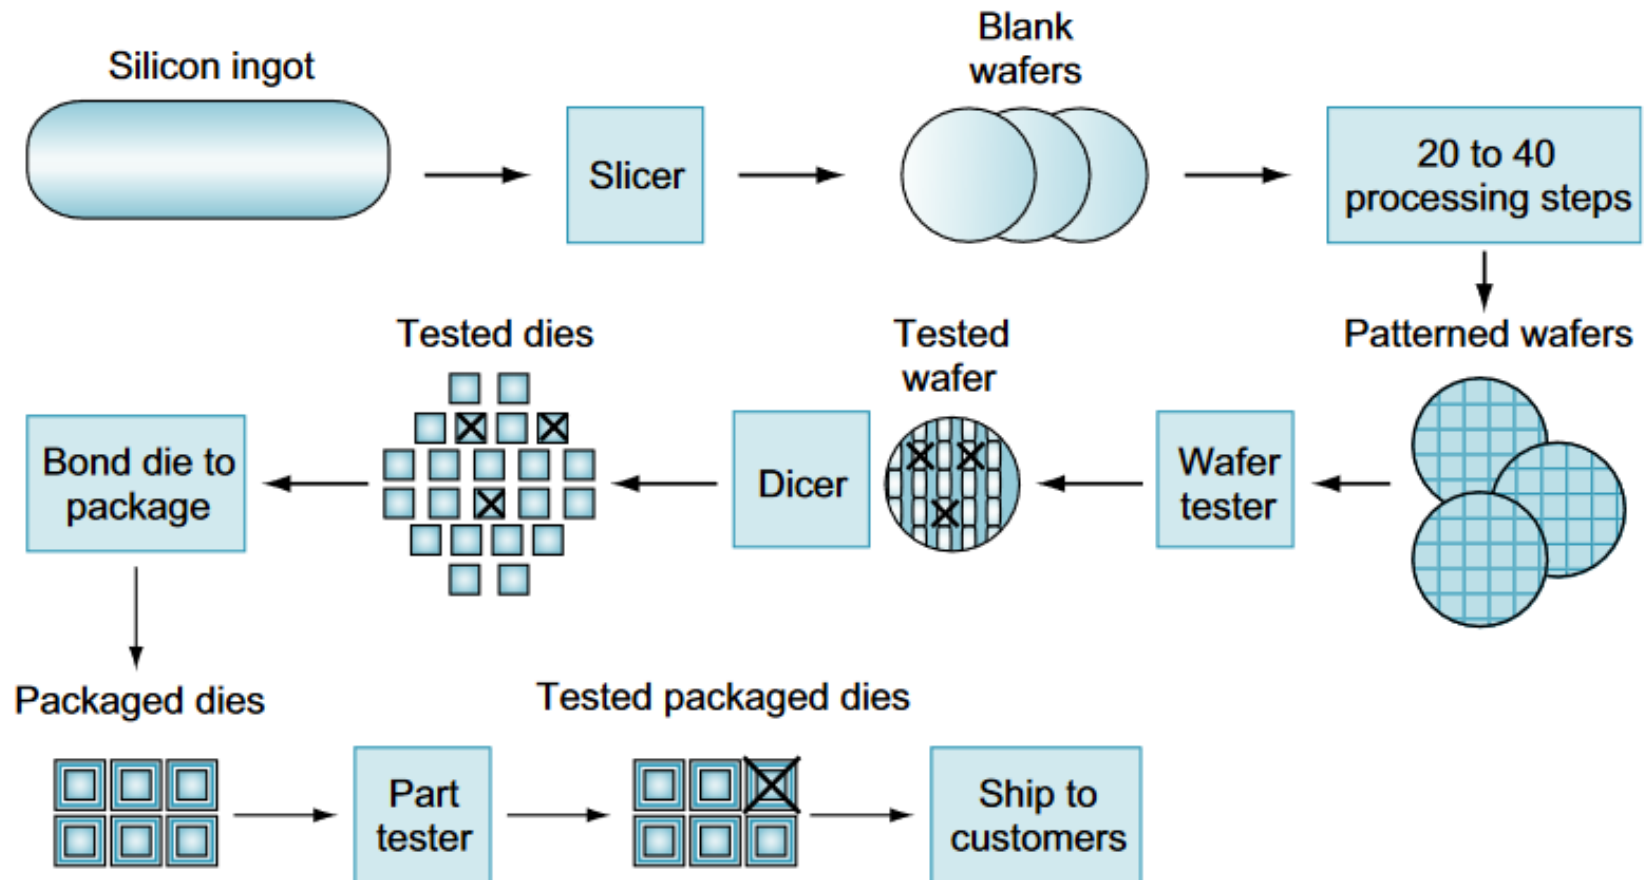 Silicon ingot
Slicer
Blank
wafers
20 to 40
processing steps
Patterned wafers
Wafer
tester
Tested
wafer
Dicer
Tested dies
Bond die to
package
Packaged dies
Part
tester
Tested packaged dies
Ship to
customers